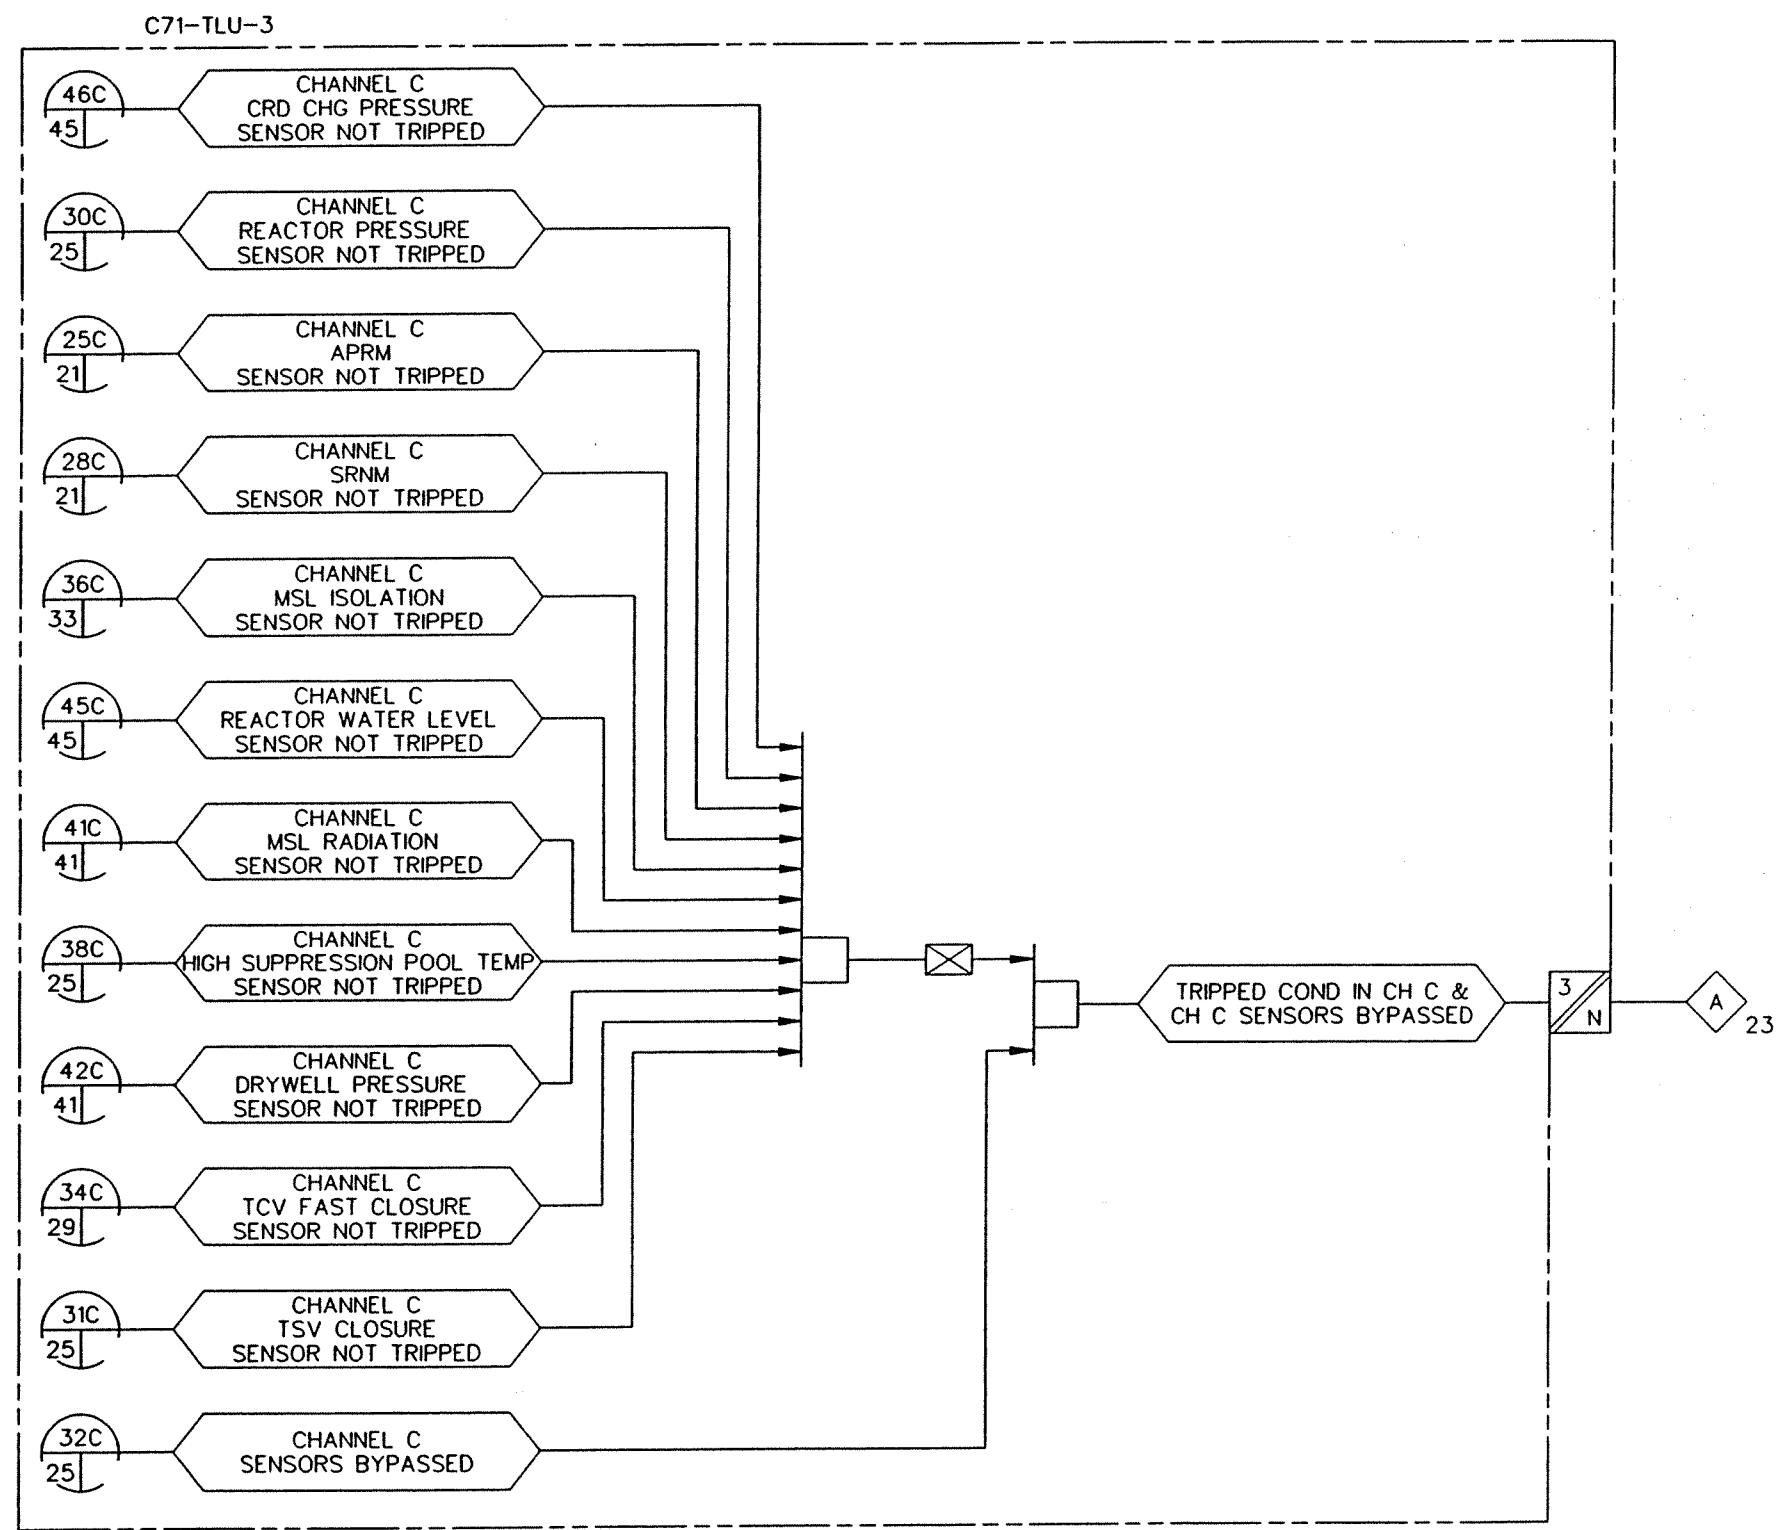 C71-TLU-3
46C
45
CHANNEL C
CRD CHG PRESSURE
SENSOR NOT TRIPPED
30C
25
CHANNEL C
REACTOR PRESSURE
SENSOR NOT TRIPPED
25C
21
CHANNEL C
APRM
SENSOR NOT TRIPPED
28C
21
CHANNEL C
SRNM
SENSOR NOT TRIPPED
36C
33
CHANNEL C
MSL ISOLATION
SENSOR NOT TRIPPED
45C
45
CHANNEL C
REACTOR WATER LEVEL
SENSOR NOT TRIPPED
41C
41
CHANNEL C
MSL RADIATION
SENSOR NOT TRIPPED
38C
25
CHANNEL C
HIGH SUPPRESSION POOL TEMP
SENSOR NOT TRIPPED
42C
41
CHANNEL C
DRYWELL PRESSURE
SENSOR NOT TRIPPED
34C
29
CHANNEL C
TCV FAST CLOSURE
SENSOR NOT TRIPPED
31C
25
CHANNEL C
TSV CLOSURE
SENSOR NOT TRIPPED
32C
25
CHANNEL C
SENSORS BYPASSED
TRIPPED COND IN CH C &
CH C SENSORS BYPASSED
3
N
A
23